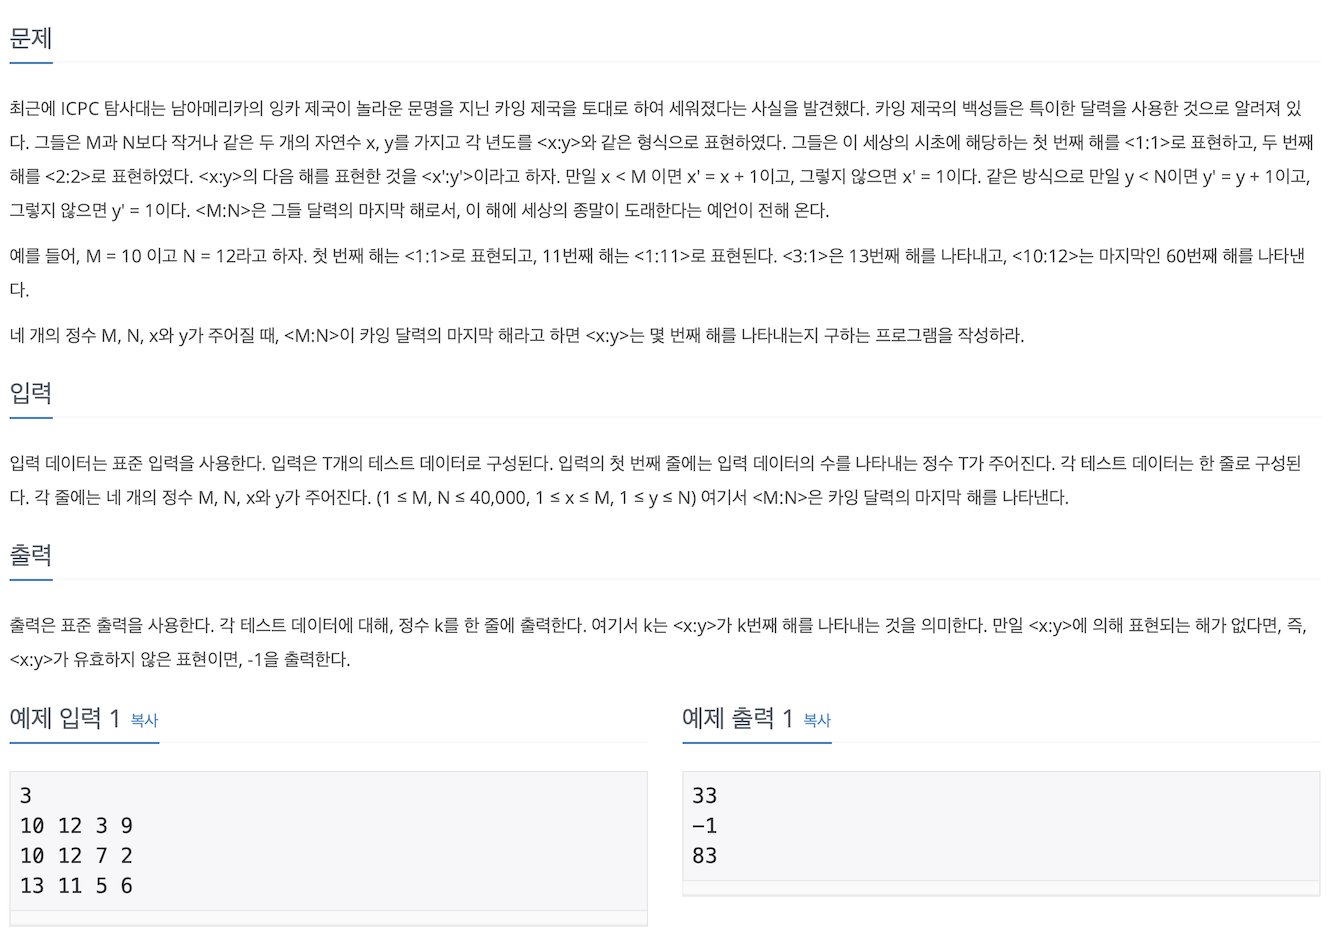 문제
최근에 ICPC 탐사대는 남아메리카의 잉카 제국이 놀라운 문명을 지닌 카잉 제국을 토대로 하여 세워졌다는 사실을 발견했다. 카잉 제국의 백성들은 특이한 달력을 사용한 것으로 알려져 있
다. 그들은 M과 N보다 작거나 같은 두 개의 자연수 x, y를 가지고 각 년도를 <x:y>와 같은 형식으로 표현하였다. 그들은 이 세상의 시초에 해당하는 첫 번째 해를 <1:1>로 표현하고, 두 번째
해를 <2:2>로 표현하였다. <x:y>의 다음 해를 표현한 것을 <x':y'>이라고 하자. 만일 x < M 이면 x' = x + 1이고, 그렇지 않으면 x' = 1이다. 같은 방식으로 만일 y < N이면 y' = y + 1이고,
그렇지 않으면 y' = 1이다. <M:N>은 그들 달력의 마지막 해로서, 이 해에 세상의 종말이 도래한다는 예언이 전해 온다.
예를 들어, M = 10 이고 N = 12라고 하자. 첫 번째 해는 <1:1>로 표현되고, 11번째 해는 <1:11>로 표현된다. <3:1>은 13번째 해를 나타내고, <10:12>는 마지막인 60번째 해를 나타낸
다.
네 개의 정수 M, N, x와 y가 주어질 때, <M:N>이 카잉 달력의 마지막 해라고 하면 <x:y>는 몇 번째 해를 나타내는지 구하는 프로그램을 작성하라.
입력
입력 데이터는 표준 입력을 사용한다. 입력은 T개의 테스트 데이터로 구성된다. 입력의 첫 번째 줄에는 입력 데이터의 수를 나타내는 정수 T가 주어진다. 각 테스트 데이터는 한 줄로 구성된
다. 각 줄에는 네 개의 정수 M, N, x와 y가 주어진다. (1 ≤ M, N ≤ 40,000, 1 ≤ x ≤ M, 1 ≤ y ≤ N) 여기서 <M:N>은 카잉 달력의 마지막 해를 나타낸다.
출력
출력은 표준 출력을 사용한다. 각 테스트 데이터에 대해, 정수 k를 한 줄에 출력한다. 여기서 k는 <x:y>가 k번째 해를 나타내는 것을 의미한다. 만일 <x:y>에 의해 표현되는 해가 없다면, 즉,
<x:y>가 유효하지 않은 표현이면, -1을 출력한다.
예제 입력 1 복사
3
10 12 3 9
10 12 7 2
13 11 5 6
예제 출력 1 복사
33
-1
83